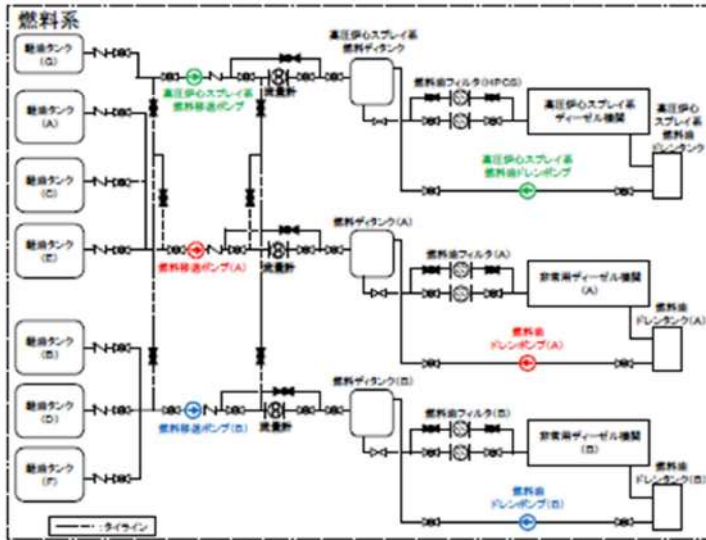 燃料系
軽油タンク
(G)
軽油タンク
(A)
軽油タンク
(C)
軽油タンク
(E)
軽油タンク
(B)
軽油タンク
(D)
軽油タンク
(F)
高圧炉心スプレイ系
燃料移送ポンプ
流量計
高圧炉心スプレイ系
燃料ディタンク
燃料油フィルタ(HPCS)
高圧炉心スプレイ系
ディーゼル機関
高圧炉心
スプレイ系
燃料油
ドレンタンク
高圧炉心スプレイ系
燃料油ドレンポンプ
燃料移送ポンプ(A)
流量計
燃料ディタンク(A)
燃料油フィルタ(A)
非常用ディーゼル機関
(A)
燃料油
ドレンタンク(A)
燃料油
ドレンポンプ(A)
燃料移送ポンプ(B)
流量計
燃料ディタンク(B)
燃料油フィルタ(B)
非常用ディーゼル機関
(B)
燃料油
ドレンタンク(B)
燃料油
ドレンポンプ(B)
:タイライン